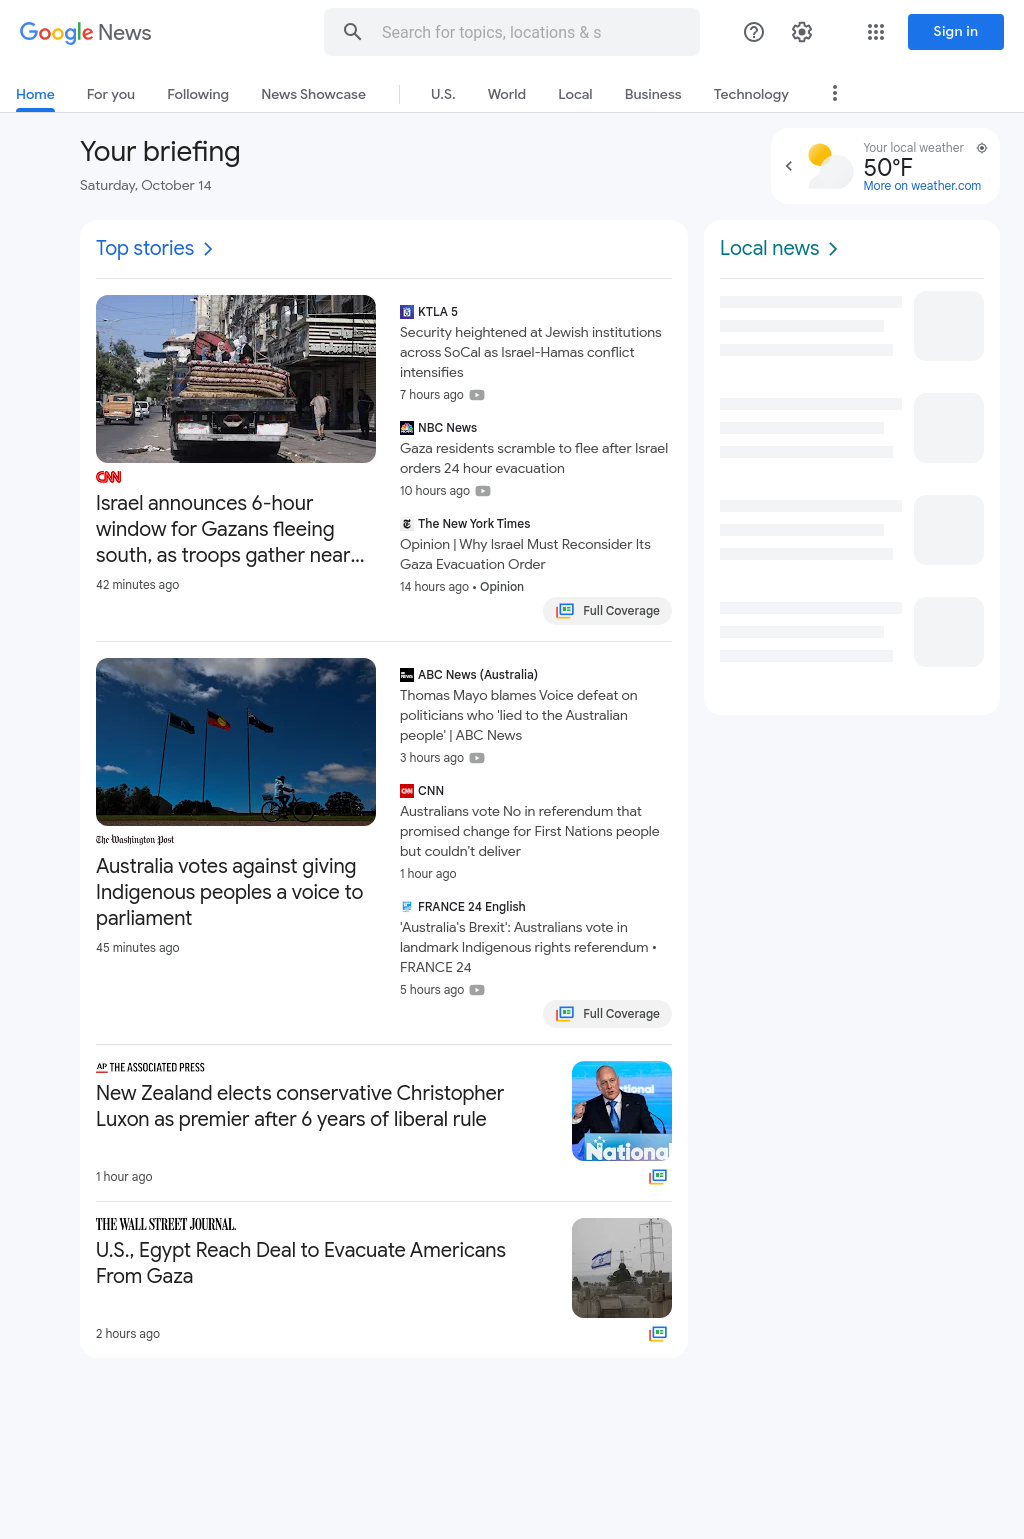 Google News
Search for topics, locations & s
Sign in
Home
For you
Following
News Showcase
U.S.
World
Local
Business
Technology
Your briefing
Saturday, October 14
Your local weather
50°F
More on weather.com
Top stories
CNN
Israel announces 6-hour
window for Gazans fleeing
south, as troops gather near...
42 minutes ago
KTLA 5
Security heightened at Jewish institutions
across SoCal as Israel-Hamas conflict
intensifies
7 hours ago
NBC News
Gaza residents scramble to flee after Israel
orders 24 hour evacuation
10 hours ago
The New York Times
Opinion | Why Israel Must Reconsider Its
Gaza Evacuation Order
14 hours ago • Opinion
Full Coverage
The Washington Post
Australia votes against giving
Indigenous peoples a voice to
parliament
45 minutes ago
ABC News (Australia)
Thomas Mayo blames Voice defeat on
politicians who 'lied to the Australian
people' | ABC News
3 hours ago
CNN
Australians vote No in referendum that
promised change for First Nations people
but couldn't deliver
1 hour ago
FRANCE 24 English
'Australia's Brexit': Australians vote in
landmark Indigenous rights referendum •
FRANCE 24
5 hours ago
Full Coverage
AP THE ASSOCIATED PRESS
New Zealand elects conservative Christopher
Luxon as premier after 6 years of liberal rule
1 hour ago
National
THE WALL STREET JOURNAL.
U.S., Egypt Reach Deal to Evacuate Americans
From Gaza
2 hours ago
Local news